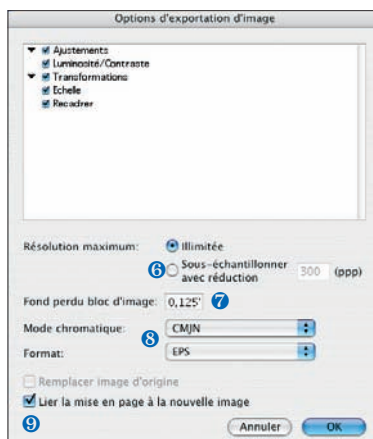 Options d'exportation d'image
Ajustements
Luminosité/Contraste
Transformations
Echelle
Recadrer
Résolution maximum: Illimitée
6 Sous-échantillonner avec réduction 300 (ppp)
Fond perdu bloc d'image: 0,125" 7
Mode chromatique: CMJN
8
Format: EPS
Remplacer image d'origine
Lier la mise en page à la nouvelle image
9 Annuler OK